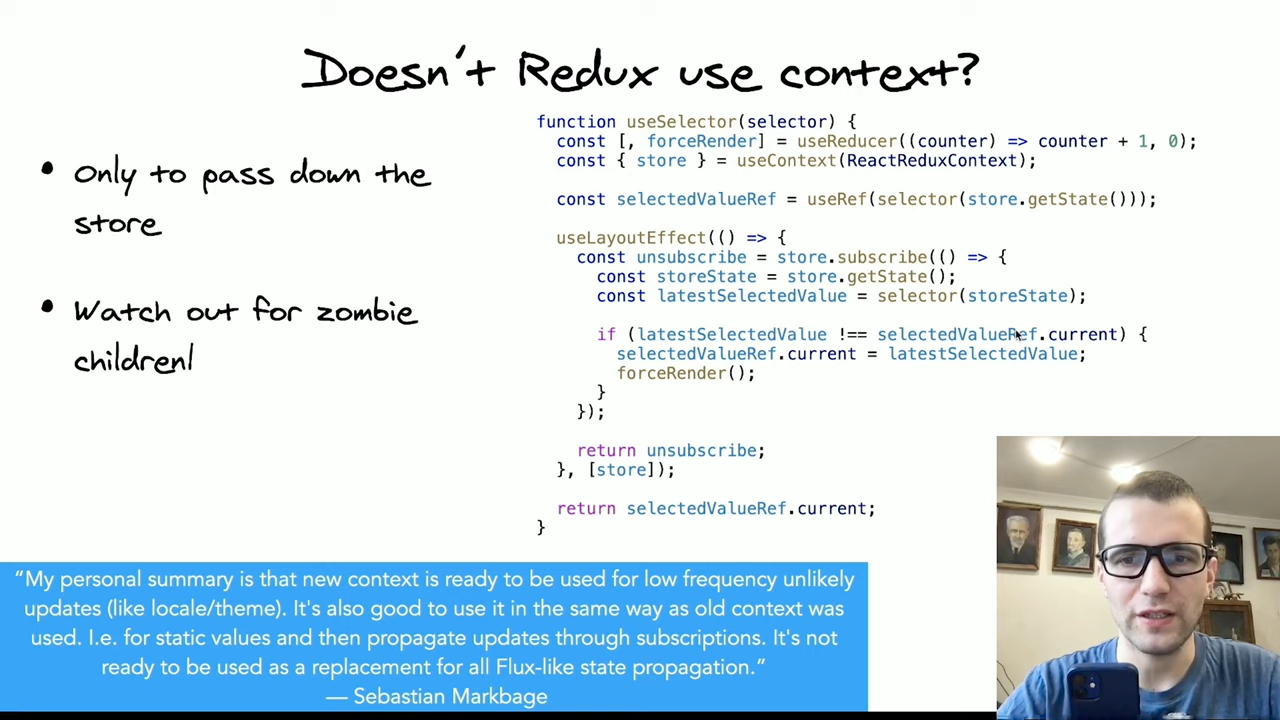 Doesn't Redux use context?
• Only to pass down the
store
• Watch out for zombie
children!
function useSelector(selector) {
  const [, forceRender] = useReducer((counter) => counter + 1, 0);
  const { store } = useContext(ReactReduxContext);
  const selectedValueRef = useRef(selector(store.getState()));
  useLayoutEffect(() => {
    const unsubscribe = store.subscribe(() => {
      const storeState = store.getState();
      const latestSelectedValue = selector(storeState);
      if (latestSelectedValue !== selectedValueRef.current) {
        selectedValueRef.current = latestSelectedValue;
        forceRender();
      }
    });
    return unsubscribe;
  }, [store]);
  return selectedValueRef.current;
}
“My personal summary is that new context is ready to be used for low frequency unlikely
updates (like locale/theme). It's also good to use it in the same way as old context was
used. I.e. for static values and then propagate updates through subscriptions. It's not
ready to be used as a replacement for all Flux-like state propagation.”
— Sebastian Markbage